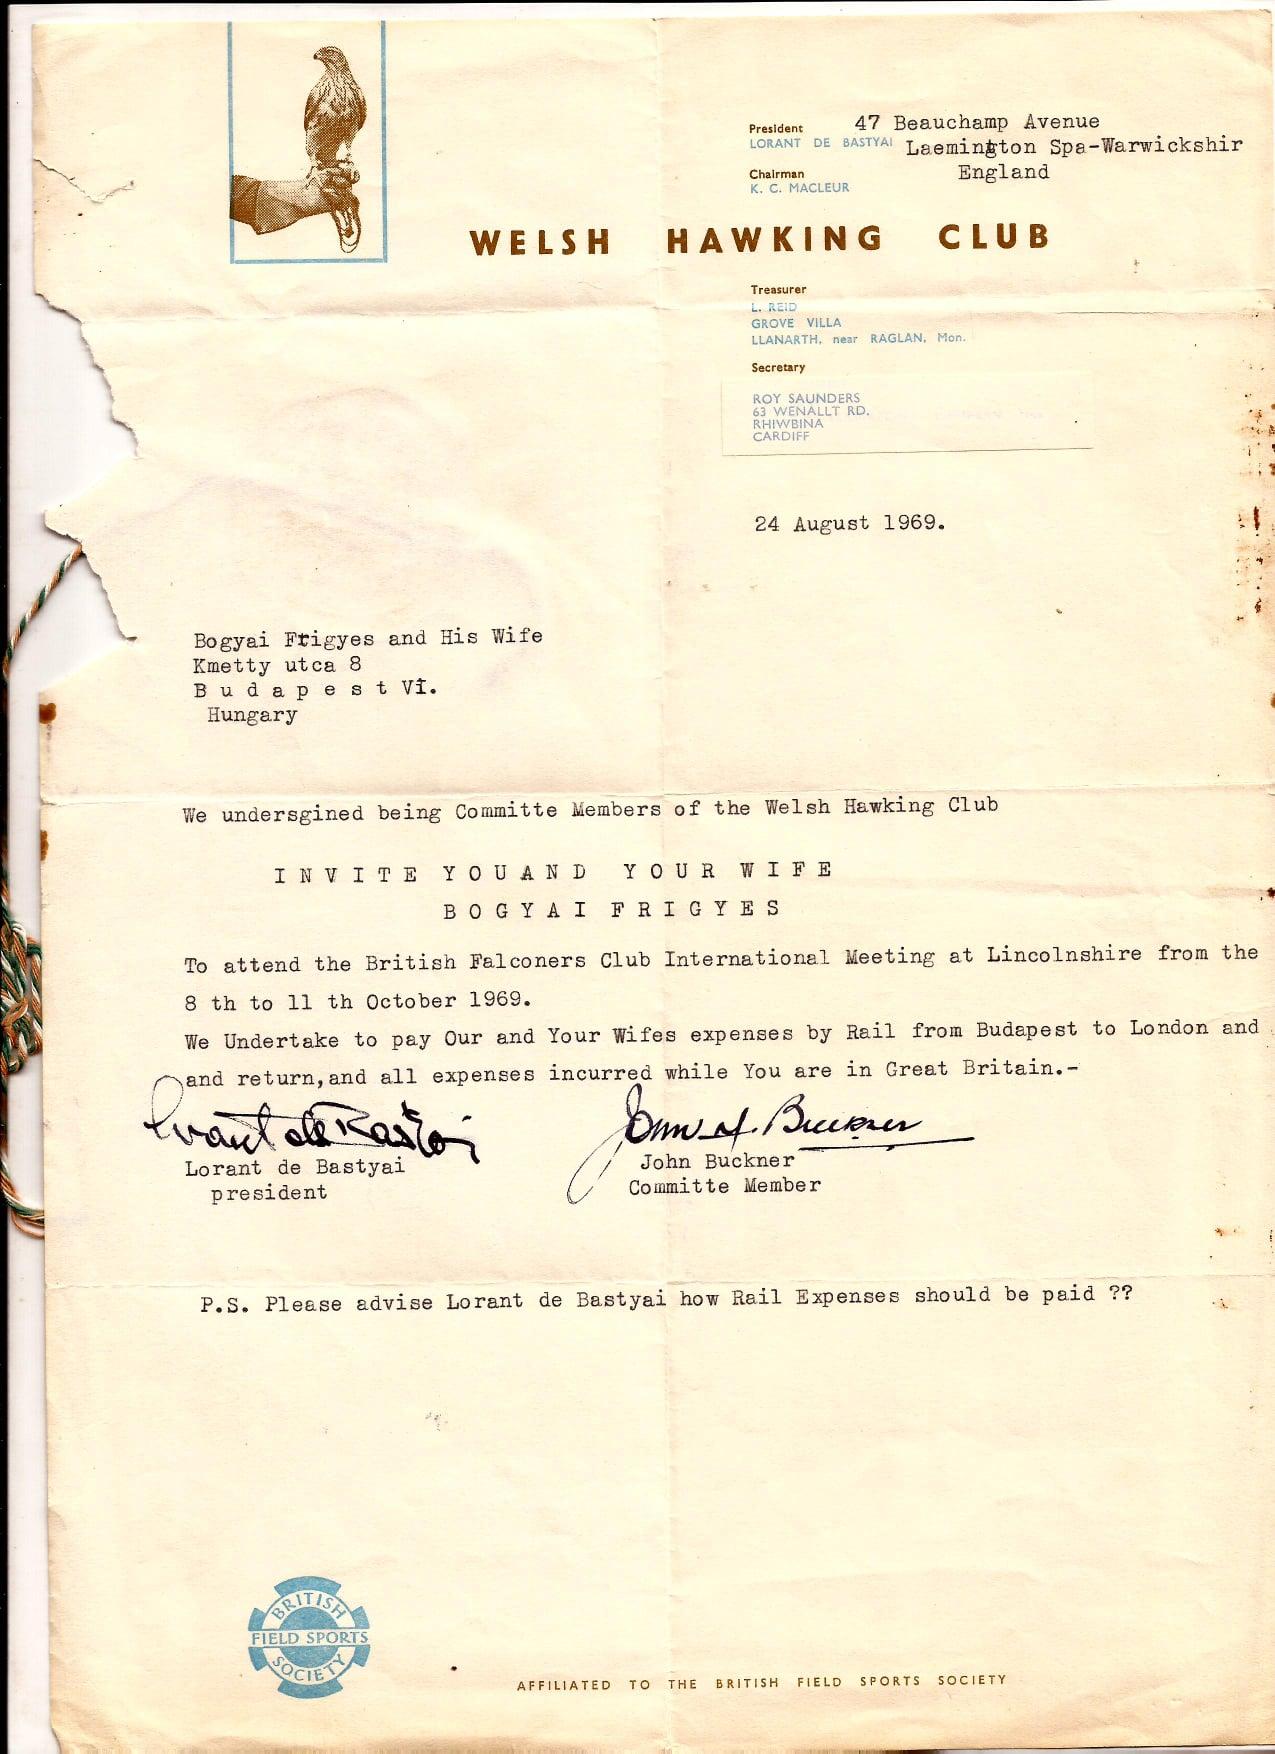 President
LORANT DE BASTYAI
47 Beauchamp Avenue
Laemington Spa-Warwickshir
England
Chairman
K. C. MACLEUR
WELSH HAWKING CLUB
Treasurer
L. REID
GROVE VILLA
LLANARTH, near RAGLAN, Mon.
Secretary
ROY SAUNDERS
63 WENALLT RD.
RHIWBINA
CARDIFF
24 August 1969.
Bogyai Frigyes and His Wife
Kmetty utca 8
B u d a p e s t VI.
Hungary
We undersgined being Committe Members of the Welsh Hawking Club
I N V I T E Y O U A N D Y O U R W I F E
B O G Y A I F R I G Y E S
To attend the British Falconers Club International Meeting at Lincolnshire from the
8 th to 11 th October 1969.
We Undertake to pay Our and Your Wifes expenses by Rail from Budapest to London and
and return,and all expenses incurred while You are in Great Britain.-
Lorant de Bastyai
John Buckner
Lorant de Bastyai
president
John Buckner
Committe Member
P.S. Please advise Lorant de Bastyai how Rail Expenses should be paid ??
BRITISH
FIELD SPORTS
SOCIETY
AFFILIATED TO THE BRITISH FIELD SPORTS SOCIETY